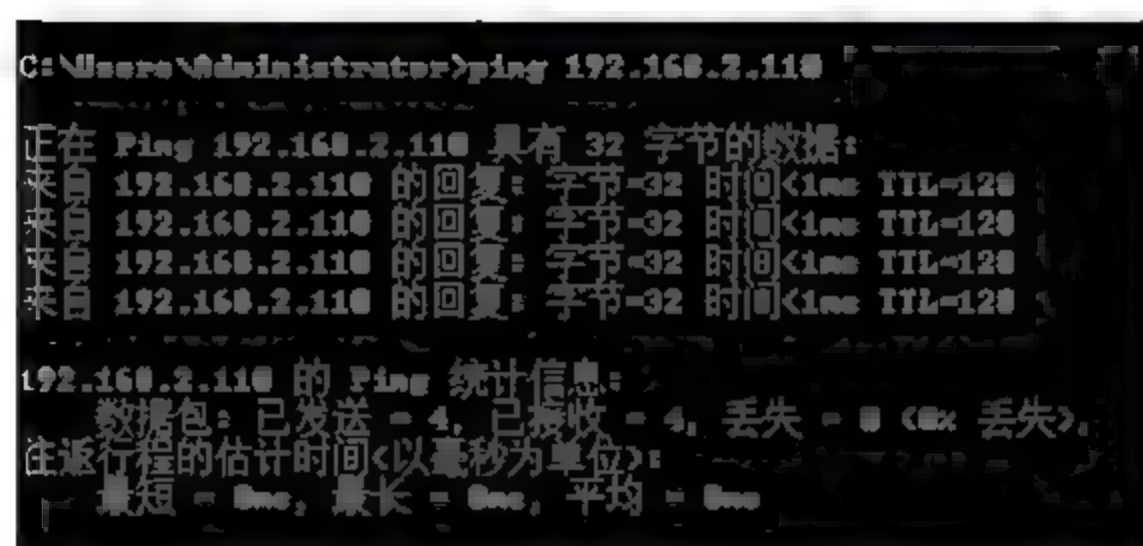 C:\Users\Administrator>ping 192.168.2.110
正在 Ping 192.168.2.110 具有 32 字节的数据:
来自 192.168.2.110 的回复: 字节=32 时间<1ms TTL=128
来自 192.168.2.110 的回复: 字节=32 时间<1ms TTL=128
来自 192.168.2.110 的回复: 字节=32 时间<1ms TTL=128
来自 192.168.2.110 的回复: 字节=32 时间<1ms TTL=128
192.168.2.110 的 Ping 统计信息:
数据包: 已发送 = 4, 已接收 = 4, 丢失 = 0 (0% 丢失),
往返行程的估计时间(以毫秒为单位):
最短 = 0ms, 最长 = 0ms, 平均 = 0ms